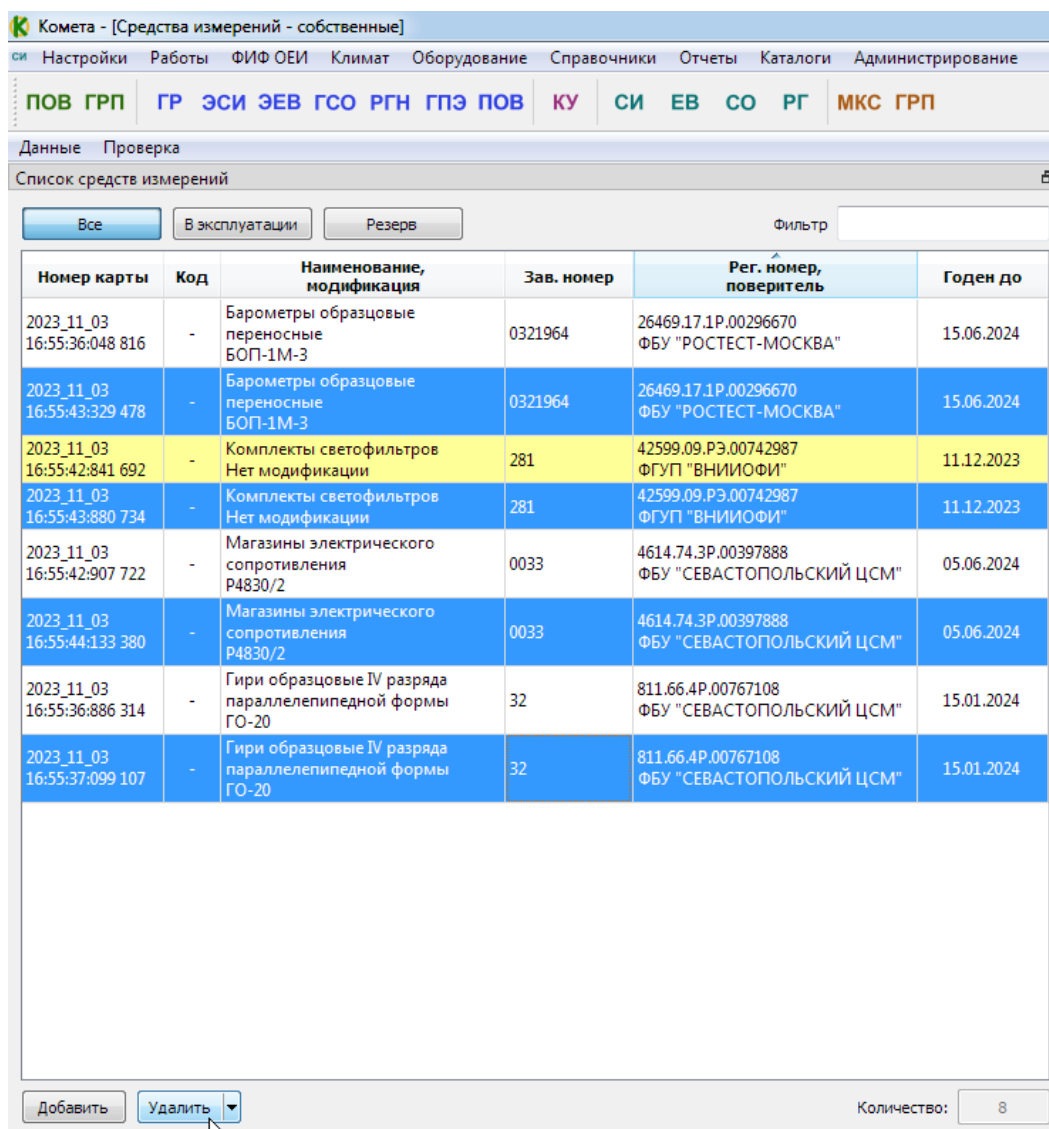 Комета - [Средства измерений - собственные]
си Настройки Работы ФИФ ОЕИ Климат Оборудование Справочники Отчеты Каталоги Администрирование
ПОВ ГРП ГР ЭСИ ЭЕВ ГСО РГН ГПЭ ПОВ КУ СИ ЕВ СО РГ МКС ГРП
Данные Проверка
Список средств измерений
Все В эксплуатации Резерв Фильтр
Номер карты Код Наименование, модификация Зав. номер Рег. номер, поверитель Годен до
2023_11_03
16:55:36:048 816
-
Барометры образцовые
переносные
БОП-1М-3
0321964
26469.17.1Р.00296670
ФБУ "РОСТЕСТ-МОСКВА"
15.06.2024
2023_11_03
16:55:43:329 478
-
Барометры образцовые
переносные
БОП-1М-3
0321964
26469.17.1Р.00296670
ФБУ "РОСТЕСТ-МОСКВА"
15.06.2024
2023_11_03
16:55:42:841 692
-
Комплекты светофильтров
Нет модификации
281
42599.09.РЭ.00742987
ФГУП "ВНИИОФИ"
11.12.2023
2023_11_03
16:55:43:880 734
-
Комплекты светофильтров
Нет модификации
281
42599.09.РЭ.00742987
ФГУП "ВНИИОФИ"
11.12.2023
2023_11_03
16:55:42:907 722
-
Магазины электрического
сопротивления
Р4830/2
0033
4614.74.3Р.00397888
ФБУ "СЕВАСТОПОЛЬСКИЙ ЦСМ"
05.06.2024
2023_11_03
16:55:44:133 380
-
Магазины электрического
сопротивления
Р4830/2
0033
4614.74.3Р.00397888
ФБУ "СЕВАСТОПОЛЬСКИЙ ЦСМ"
05.06.2024
2023_11_03
16:55:36:886 314
-
Гири образцовые IV разряда
параллелепипедной формы
ГО-20
32
811.66.4Р.00767108
ФБУ "СЕВАСТОПОЛЬСКИЙ ЦСМ"
15.01.2024
2023_11_03
16:55:37:099 107
-
Гири образцовые IV разряда
параллелепипедной формы
ГО-20
32
811.66.4Р.00767108
ФБУ "СЕВАСТОПОЛЬСКИЙ ЦСМ"
15.01.2024
Добавить Удалить Количество: 8